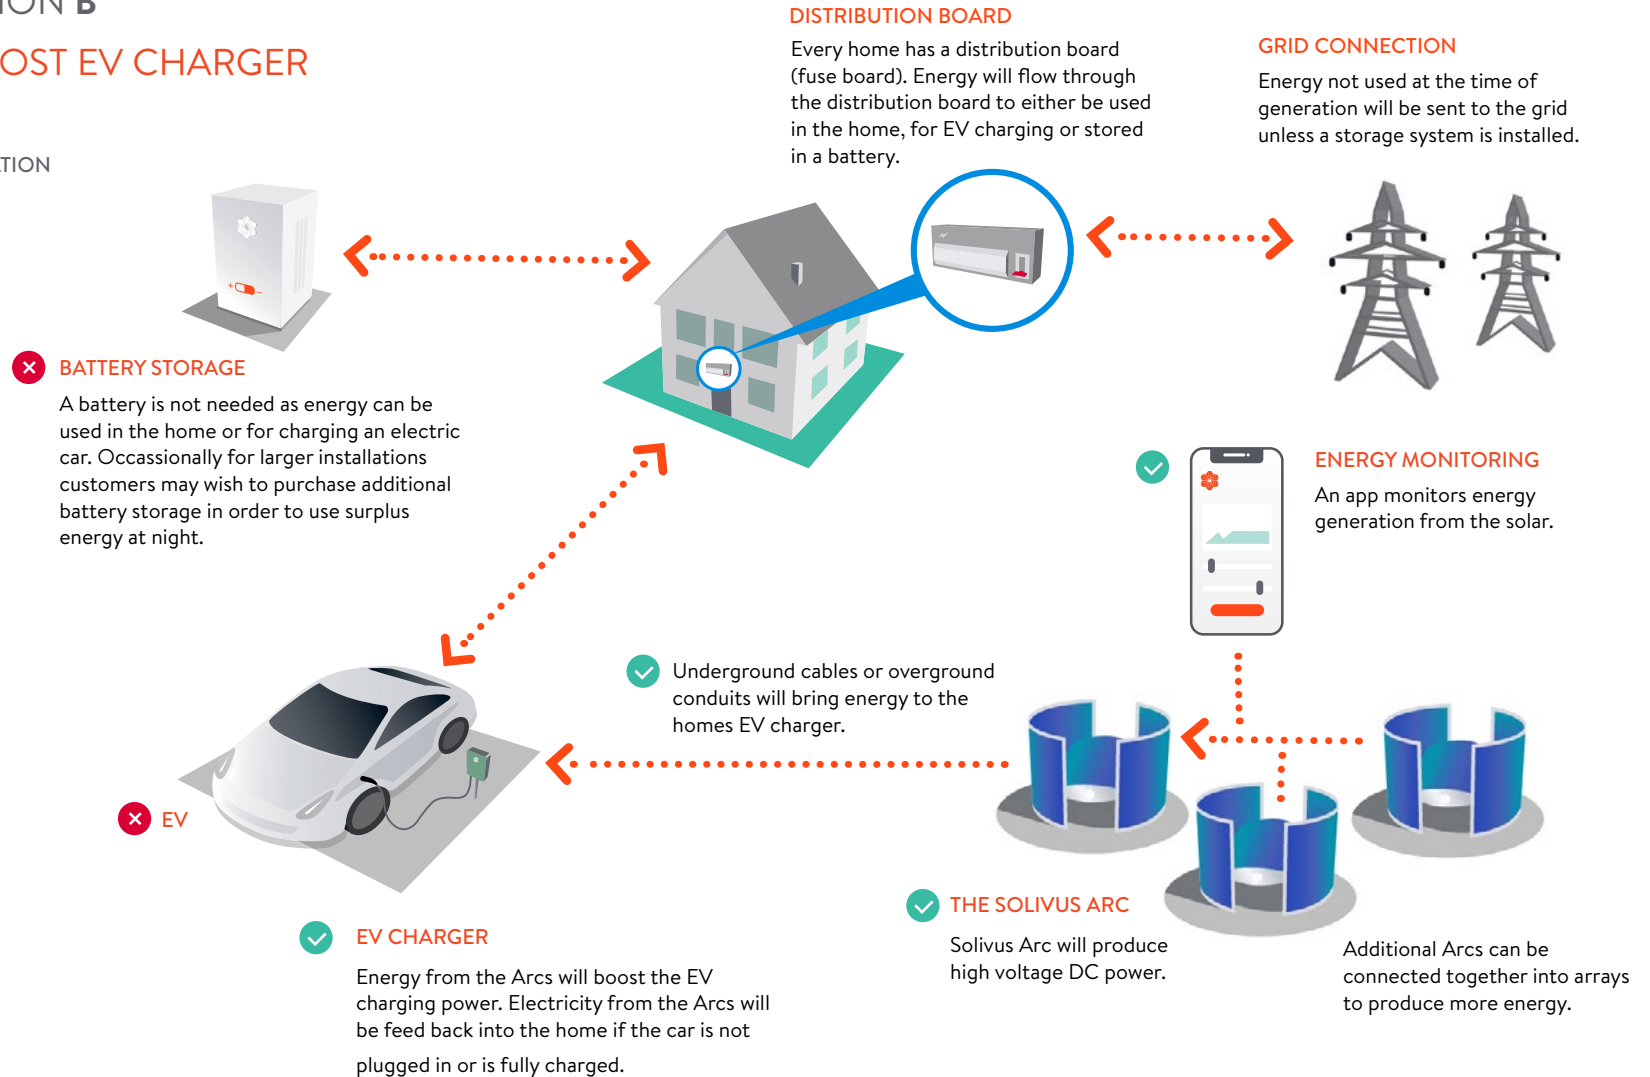 B
EV CHARGER
DISTRIBUTION BOARD
Every home has a distribution board
(fuse board). Energy will flow through
the distribution board to either be used
in the home, for EV charging or stored
in a battery.
GRID CONNECTION
Energy not used at the time of
generation will be sent to the grid
unless a storage system is installed.
BATTERY STORAGE
A battery is not needed as energy can be
used in the home or for charging an electric
car. Occassionally for larger installations
customers may wish to purchase additional
battery storage in order to use surplus
energy at night.
ENERGY MONITORING
An app monitors energy
generation from the solar.
Underground cables or overground
conduits will bring energy to the
homes EV charger.
EV
EV CHARGER
Energy from the Arcs will boost the EV
charging power. Electricity from the Arcs will
be feed back into the home if the car is not
plugged in or is fully charged.
THE SOLIVUS ARC
Solivus Arc will produce
high voltage DC power.
Additional Arcs can be
connected together into arrays
to produce more energy.